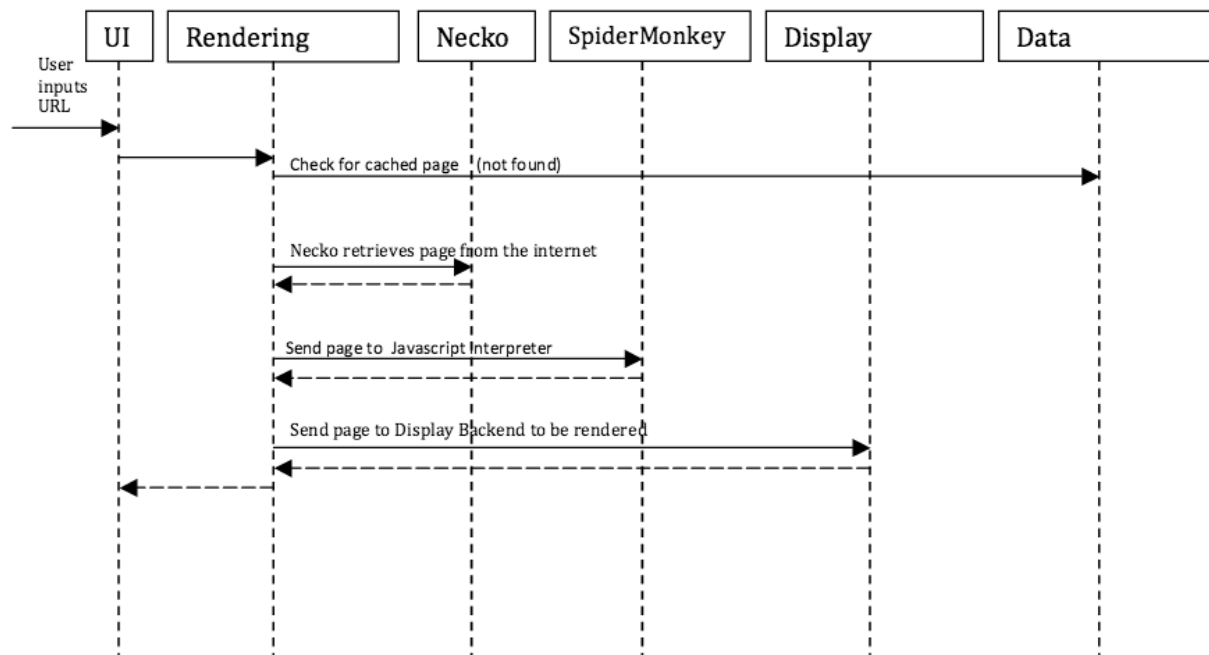 UI
Rendering
Necko
SpiderMonkey
Display
Data
User
inputs
URL
Check for cached page (not found)
Necko retrieves page from the internet
Send page to Javascript Interpreter
Send page to Display Backend to be rendered